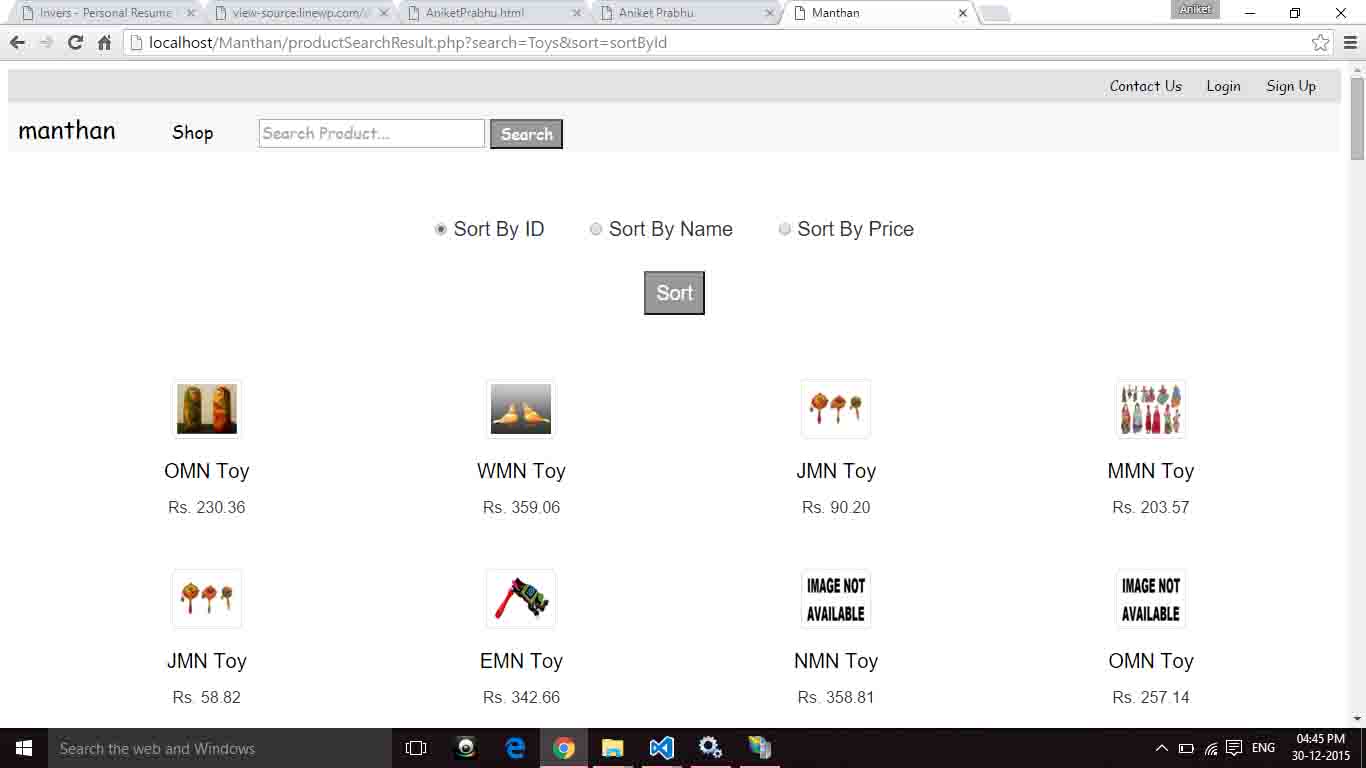 Invers - Personal Resume
view-source:linewp.com/
AniketPrabhu.html
Aniket Prabhu
Manthan
Aniket
localhost/Manthan/productSearchResult.php?search=Toys&sort=sortById
Contact Us Login Sign Up
manthan Shop Search Product... Search
Sort By ID Sort By Name Sort By Price
Sort
OMN Toy WMN Toy JMN Toy MMN Toy
Rs. 230.36 Rs. 359.06 Rs. 90.20 Rs. 203.57
IMAGE NOT AVAILABLE IMAGE NOT AVAILABLE
JMN Toy EMN Toy NMN Toy OMN Toy
Rs. 58.82 Rs. 342.66 Rs. 358.81 Rs. 257.14
Search the web and Windows
ENG
04:45 PM
30-12-2015